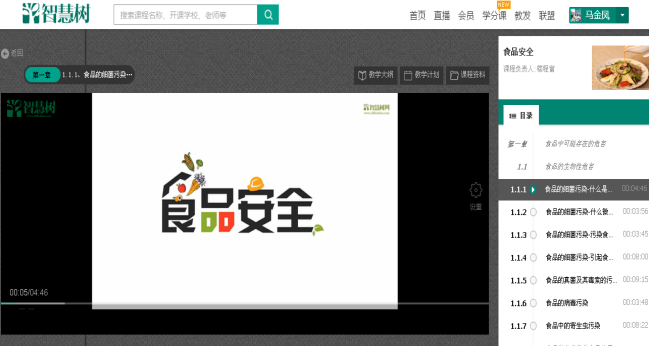 智慧树
搜索课程名称、开课学校、老师等
首页 直播 会员 学分课 教发 联盟
NEW
马金凤
返回
第一章 1.1.1、食品的细菌污染…
教学大纲 教学计划 课程资料
智慧树
智慧树网
食品安全
设置
00:05/04:46
食品安全
课程负责人:
目录
第一章 食品中可能存在的危害
1.1 食品的生物性危害
1.1.1 食品的细菌污染-什么是... 00:04:46
1.1.2 食品的细菌污染-什么... 00:03:56
1.1.3 食品的细菌污染-污染食... 00:03:45
1.1.4 食品的细菌污染-引起食... 00:08:00
1.1.5 食品的真菌及其毒素的污... 00:09:15
1.1.6 食品的病毒污染 00:03:48
1.1.7 食品中的寄生虫污染 00:08:22